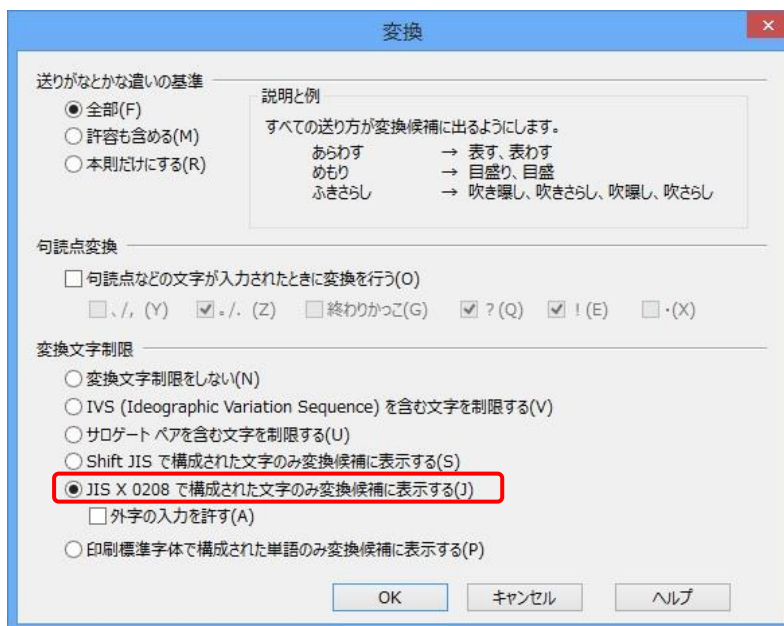 変換
送りがなとかな遣いの基準
全部(F)
許容も含める(M)
本則だけにする(R)
説明と例
すべての送り方が変換候補に出るようにします。
あらわす → 表す、表わす
めもり → 目盛り、目盛
ふきさらし → 吹き曝し、吹きさらし、吹曝し、吹さらし
句読点変換
句読点などの文字が入力されたときに変換を行う(O)
、/, (Y) 。/. (Z) 終わりかっこ(G) ? (Q) ! (E) ・(X)
変換文字制限
変換文字制限をしない(N)
IVS (Ideographic Variation Sequence) を含む文字を制限する(V)
サロゲート ペアを含む文字を制限する(U)
Shift JIS で構成された文字のみ変換候補に表示する(S)
JIS X 0208 で構成された文字のみ変換候補に表示する(J)
外字の入力を許す(A)
印刷標準字体で構成された単語のみ変換候補に表示する(P)
OK キャンセル ヘルプ